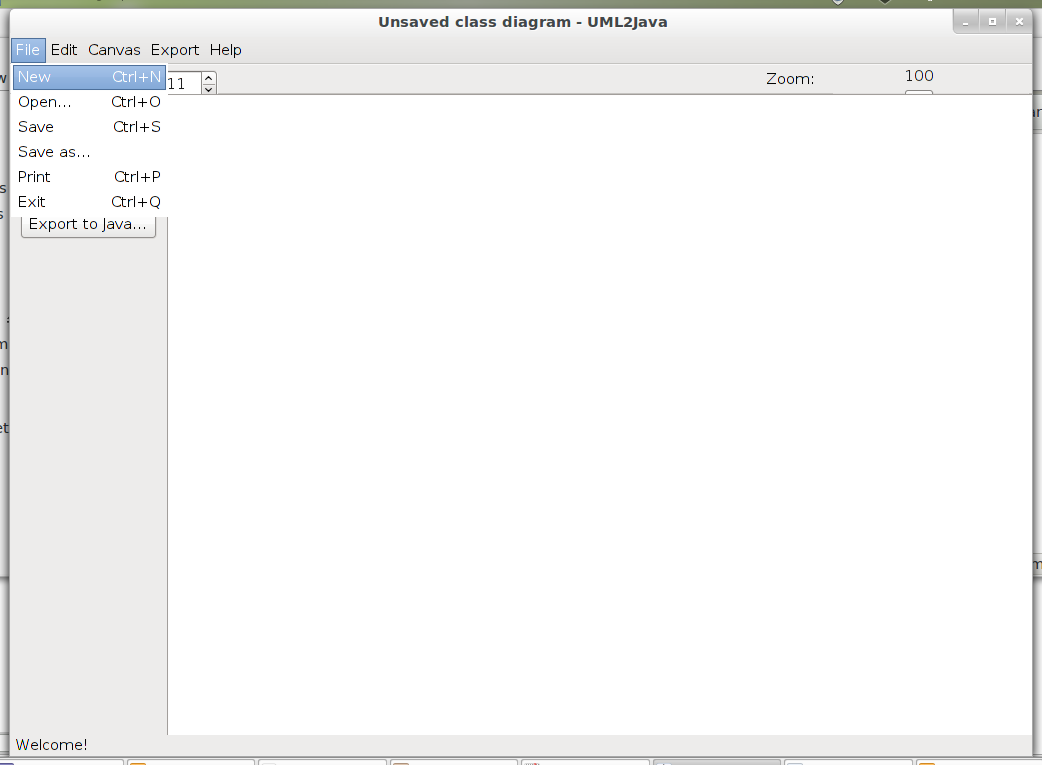 Unsaved class diagram - UML2Java
File Edit Canvas Export Help
New Ctrl+N
11
Zoom: 100
Open... Ctrl+O
Save Ctrl+S
Save as...
Print Ctrl+P
Exit Ctrl+Q
Export to Java...
Welcome!